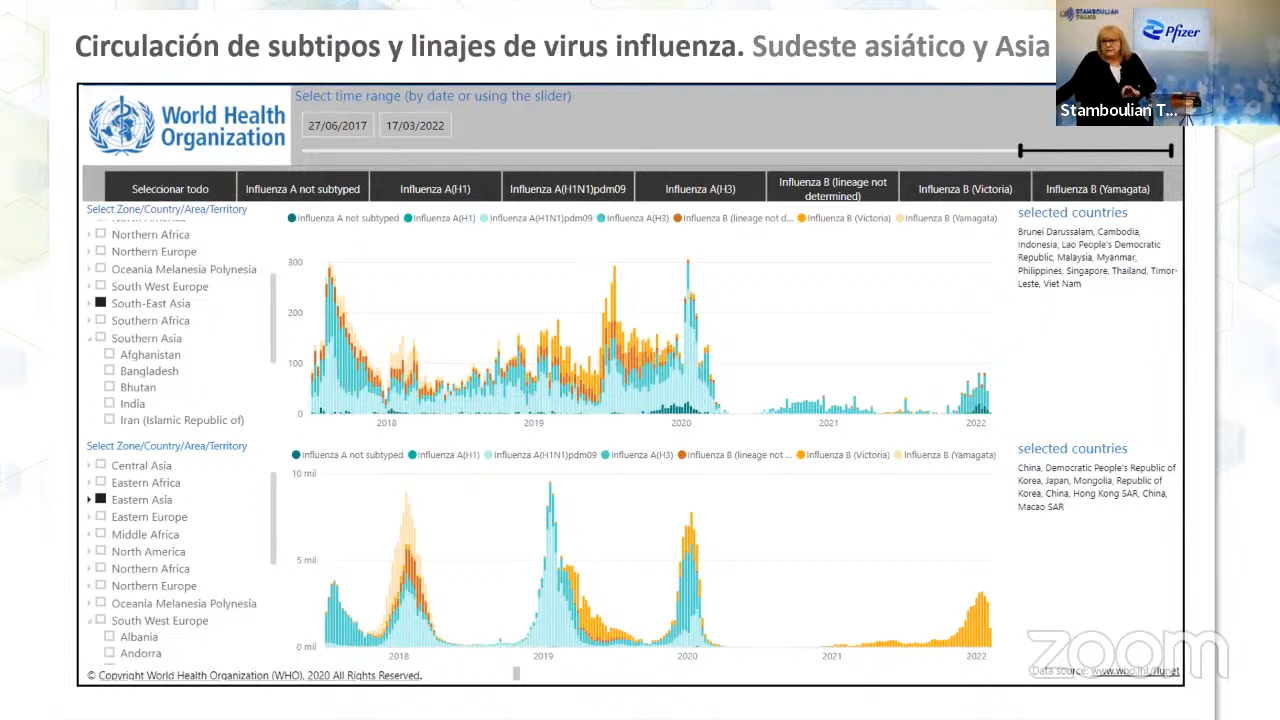 Circulación de subtipos y linajes de virus influenza. Sudeste asiático y Asia
STAMBOULIAN
TALKS
Pfizer
Stamboulian T...
World Health
Organization
Select time range (by date or using the slider)
27/06/2017 17/03/2022
Seleccionar todo
Influenza A not subtyped
Influenza A(H1)
Influenza A(H1N1)pdm09
Influenza A(H3)
Influenza B (lineage not
determined)
Influenza B (Victoria)
Influenza B (Yamagata)
Select Zone/Country/Area/Territory
Northern Africa
Northern Europe
Oceania Melanesia Polynesia
South West Europe
South-East Asia
Southern Africa
Southern Asia
Afghanistan
Bangladesh
Bhutan
India
Iran (Islamic Republic of)
Influenza A not subtyped Influenza A(H1) Influenza A(H1N1)pdm09 Influenza A(H3) Influenza B (lineage not d... Influenza B (Victoria) Influenza B (Yamagata)
300
200
100
0
2018 2019 2020 2021 2022
selected countries
Brunei Darussalam, Cambodia,
Indonesia, Lao People's Democratic
Republic, Malaysia, Myanmar,
Philippines, Singapore, Thailand, Timor-
Leste, Viet Nam
Select Zone/Country/Area/Territory
Central Asia
Eastern Africa
Eastern Asia
Eastern Europe
Middle Africa
North America
Northern Africa
Northern Europe
Oceania Melanesia Polynesia
South West Europe
Albania
Andorra
Influenza A not subtyped Influenza A(H1) Influenza A(H1N1)pdm09 Influenza A(H3) Influenza B (lineage not ... Influenza B (Victoria) Influenza B (Yamagata)
10 mil
5 mil
0 mil
2018 2019 2020 2021 2022
selected countries
China, Democratic People's Republic of
Korea, Japan, Mongolia, Republic of
Korea, China, Hong Kong SAR, China,
Macao SAR
zoom
Data source: www.who.int/flunet
© Copyright World Health Organization (WHO), 2020 All Rights Reserved.